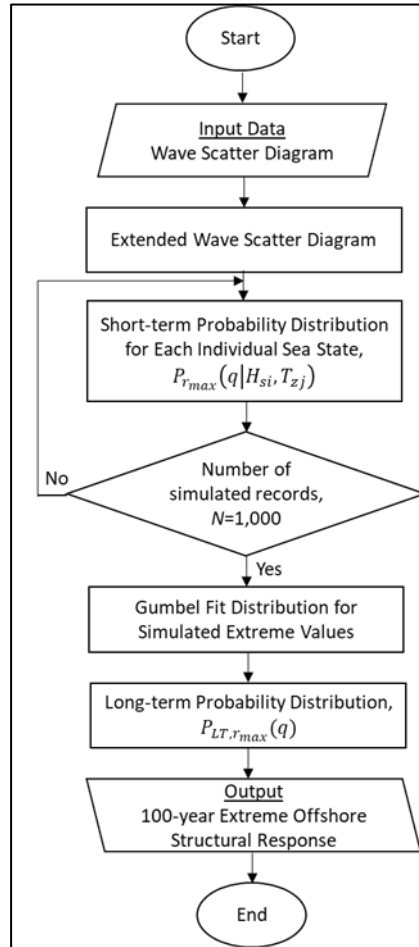 Start
Input Data
Wave Scatter Diagram
Extended Wave Scatter Diagram
Short-term Probability Distribution
for Each Individual Sea State,
$P_{r_{max}}(q|H_{si}, T_{zj})$
Number of
simulated records,
N=1,000
No
Yes
Gumbel Fit Distribution for
Simulated Extreme Values
Long-term Probability Distribution,
$P_{LT,r_{max}}(q)$
Output
100-year Extreme Offshore
Structural Response
End